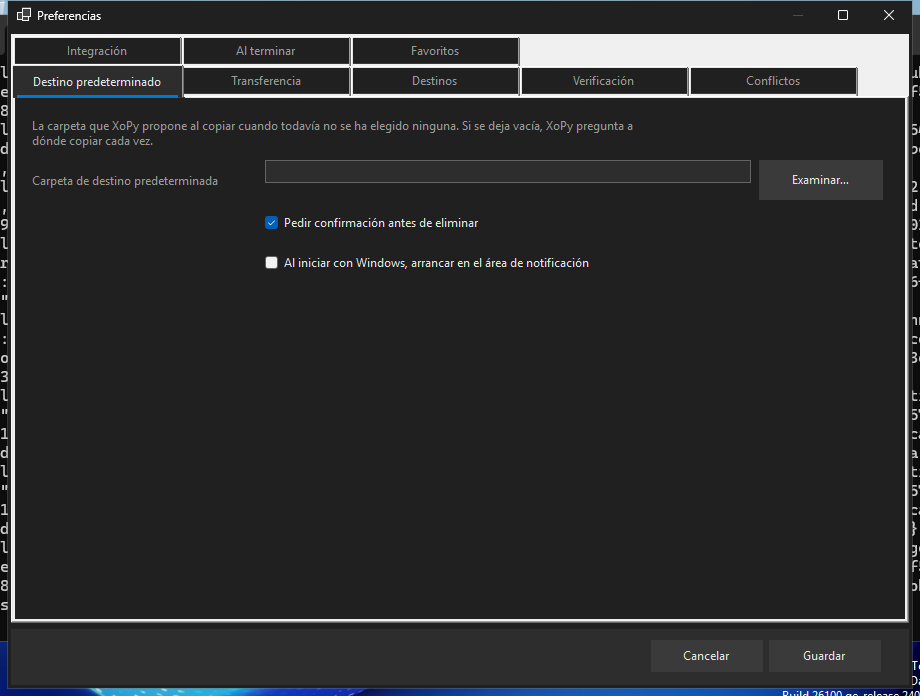 Preferencias
Integración
Al terminar
Favoritos
Destino predeterminado
Transferencia
Destinos
Verificación
Conflictos
La carpeta que XoPy propone al copiar cuando todavía no se ha elegido ninguna. Si se deja vacía, XoPy pregunta a
dónde copiar cada vez.
Carpeta de destino predeterminada
Examinar...
Pedir confirmación antes de eliminar
Al iniciar con Windows, arrancar en el área de notificación
Cancelar
Guardar